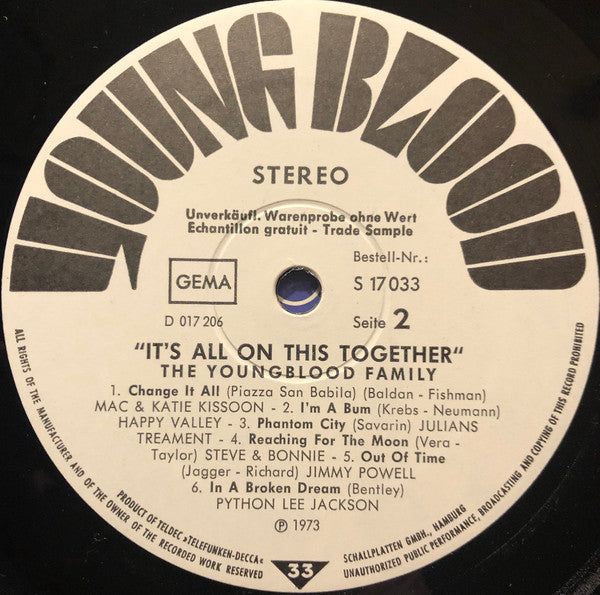 YOUNG BLOOD
STEREO
Unverkäufl. Warenprobe ohne Wert
Echantillon gratuit - Trade Sample
Bestell-Nr.:
GEMA
S 17 033
D 017 206
Seite 2
"IT'S ALL ON THIS TOGETHER"
THE YOUNGBLOOD FAMILY
1. Change It All (Piazza San Babila) (Baldan - Fishman)
MAC & KATIE KISSOON - 2. I'm A Bum (Krebs - Neumann)
HAPPY VALLEY - 3. Phantom City (Savarin) JULIANS
TREAMENT - 4. Reaching For The Moon (Vera -
Taylor) STEVE & BONNIE - 5. Out Of Time
(Jagger - Richard) JIMMY POWELL
6. In A Broken Dream (Bentley)
PYTHON LEE JACKSON
℗ 1973
ALL RIGHTS OF THE MANUFACTURER AND OF THE OWNER OF THE RECORDED WORK RESERVED
PRODUCT OF TELDEC »TELEFUNKEN-DECCA«
33
SCHALLPLATTEN GMBH., HAMBURG
UNAUTHORIZED PUBLIC PERFORMANCE, BROADCASTING AND COPYING OF THIS RECORD PROHIBITED